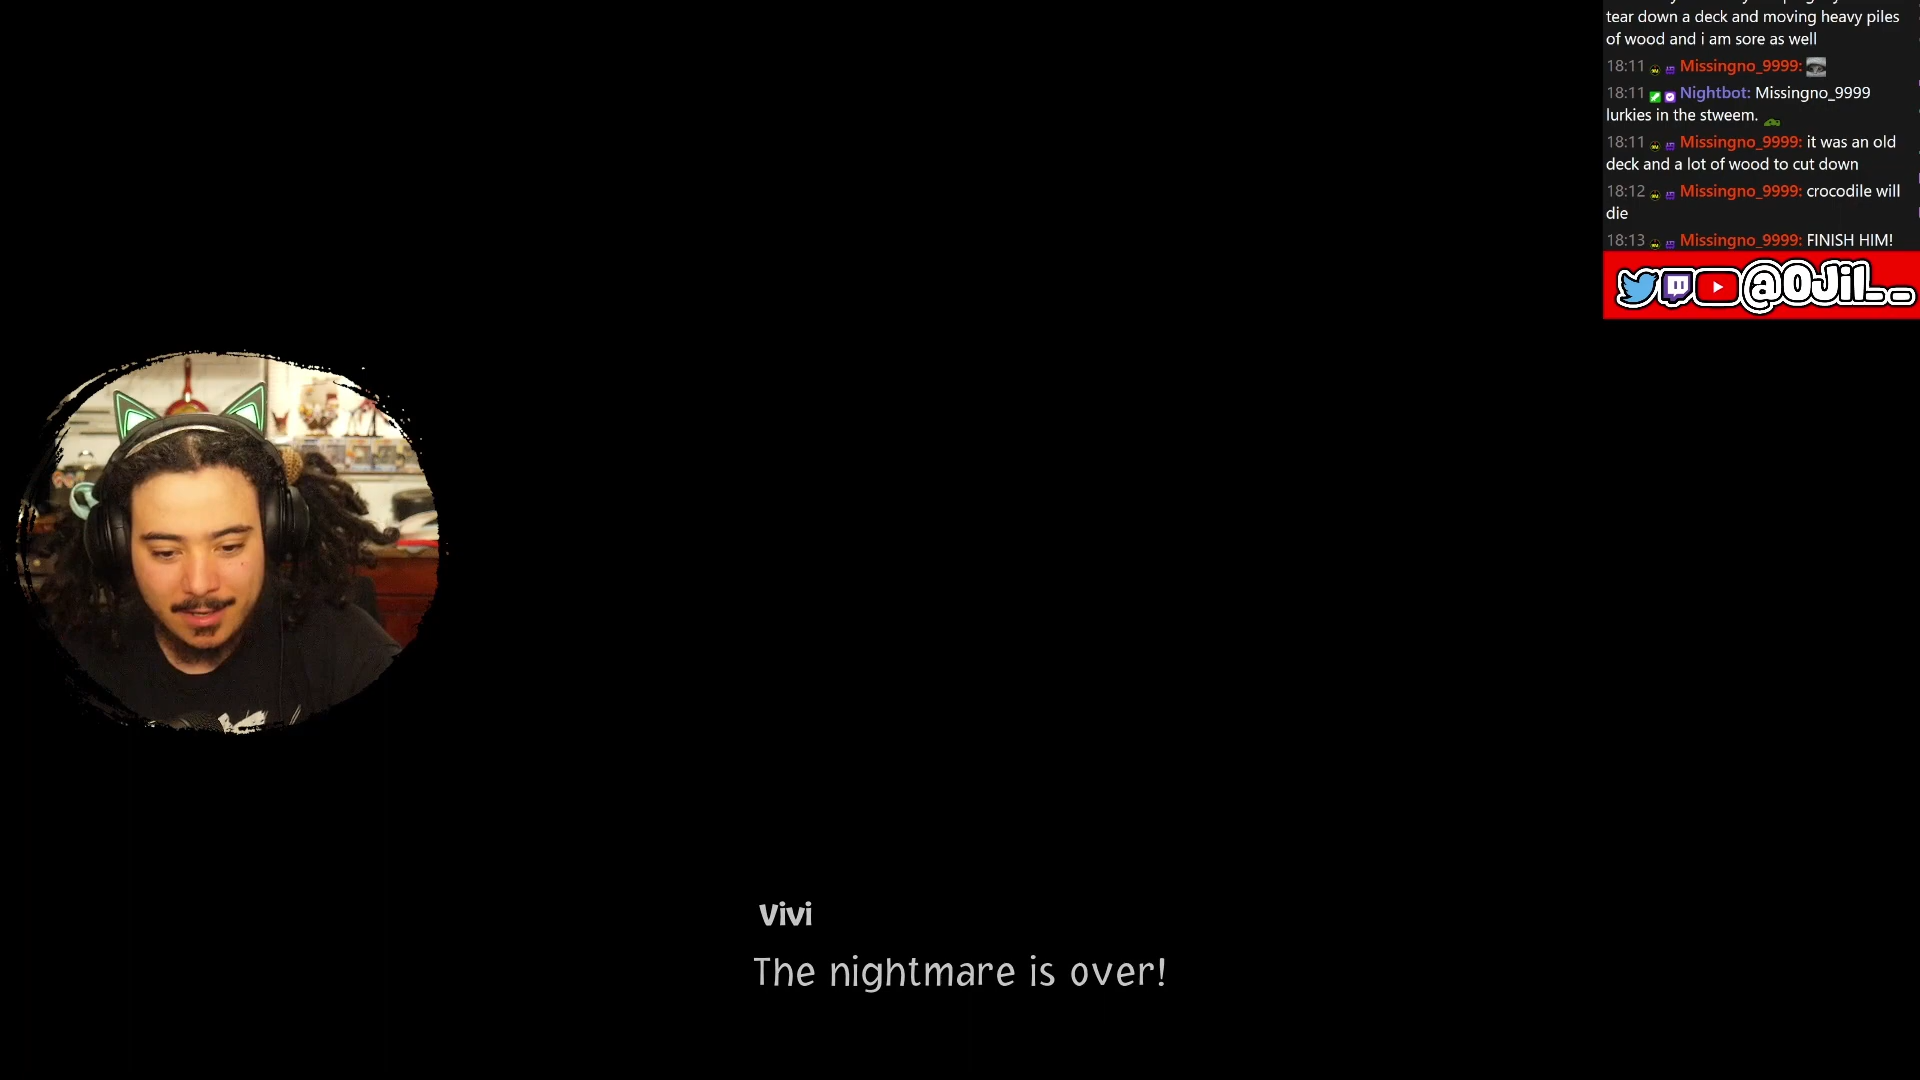 tear down a deck and moving heavy piles
of wood and i am sore as well
18:11 Missingno_9999:
18:11 Nightbot: Missingno_9999
lurkies in the stweem.
18:11 Missingno_9999: it was an old
deck and a lot of wood to cut down
18:12 Missingno_9999: crocodile will
die
18:13 Missingno_9999: FINISH HIM!
@OJil__
Vivi
The nightmare is over!